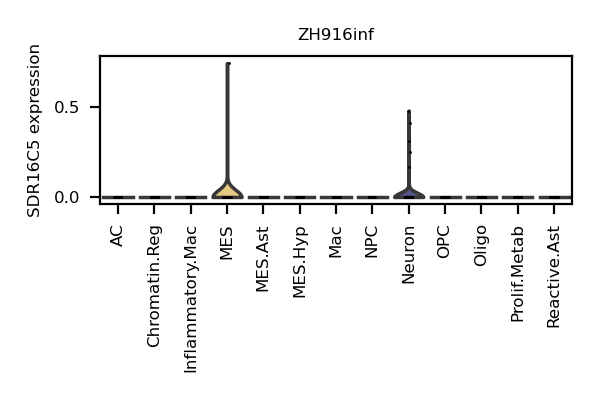 ZH916inf
SDR16C5 expression
0.5
0.0
AC
Chromatin.Reg
Inflammatory.Mac
MES
MES.Ast
MES.Hyp
Mac
NPC
Neuron
OPC
Oligo
Prolif.Metab
Reactive.Ast